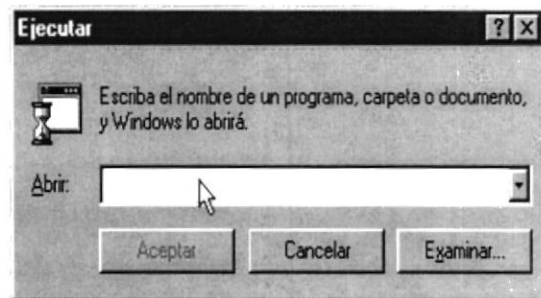 Ejecutar
Escriba el nombre de un programa, carpeta o documento,
y Windows lo abrirá.
Abrir:
Aceptar
Cancelar
Examinar...